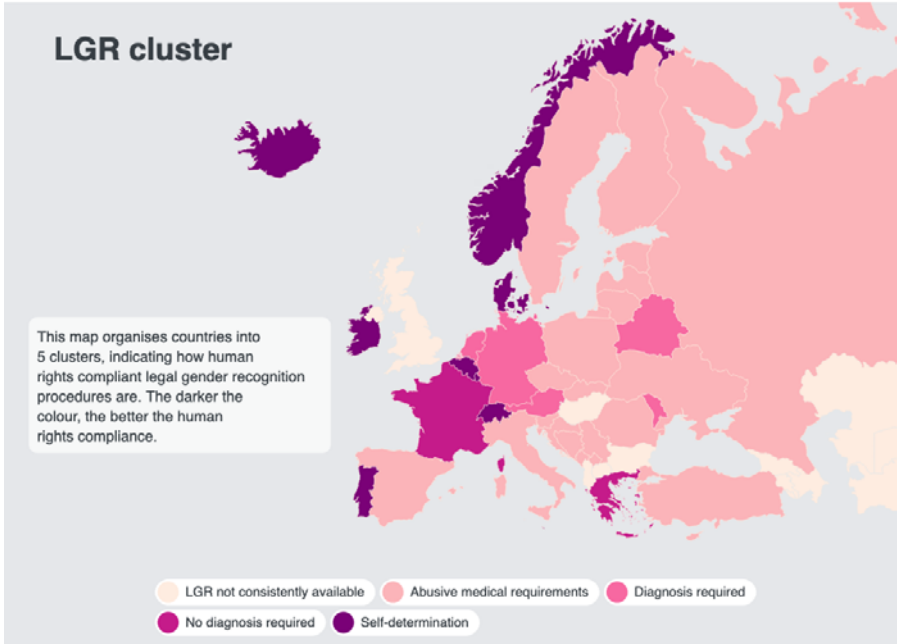 LGR cluster
This map organises countries into
5 clusters, indicating how human
rights compliant legal gender recognition
procedures are. The darker the
colour, the better the human
rights compliance.
LGR not consistently available
Abusive medical requirements
Diagnosis required
No diagnosis required
Self-determination